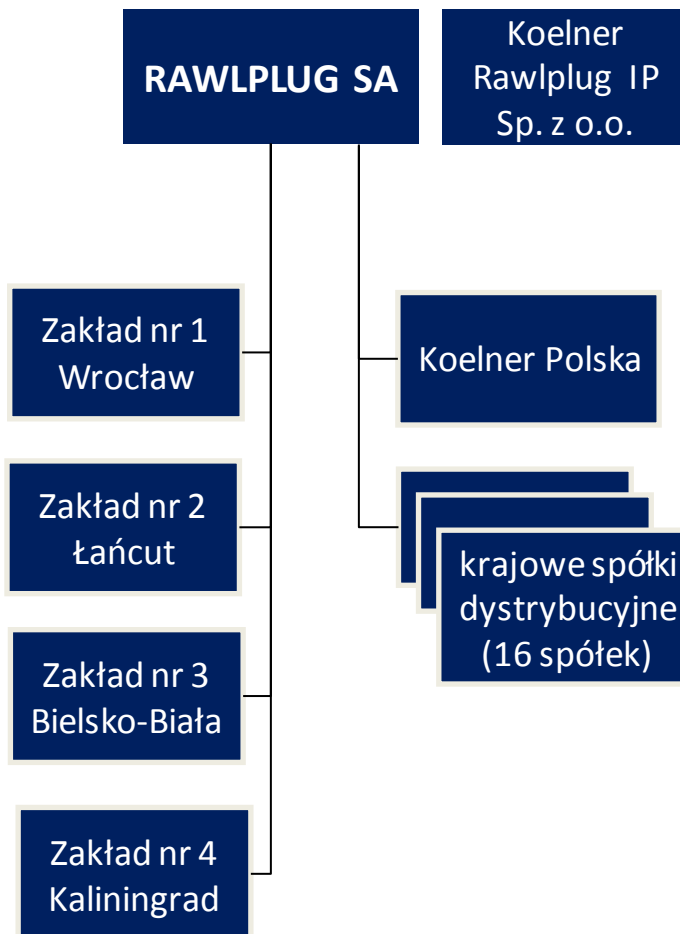 RAWLPLUG SA
Koelner
Rawlplug IP
Sp. z o.o.
Zakład nr 1
Wrocław
Koelner Polska
Zakład nr 2
Łańcut
krajowe spółki
dystrybucyjne
(16 spółek)
Zakład nr 3
Bielsko-Biała
Zakład nr 4
Kaliningrad